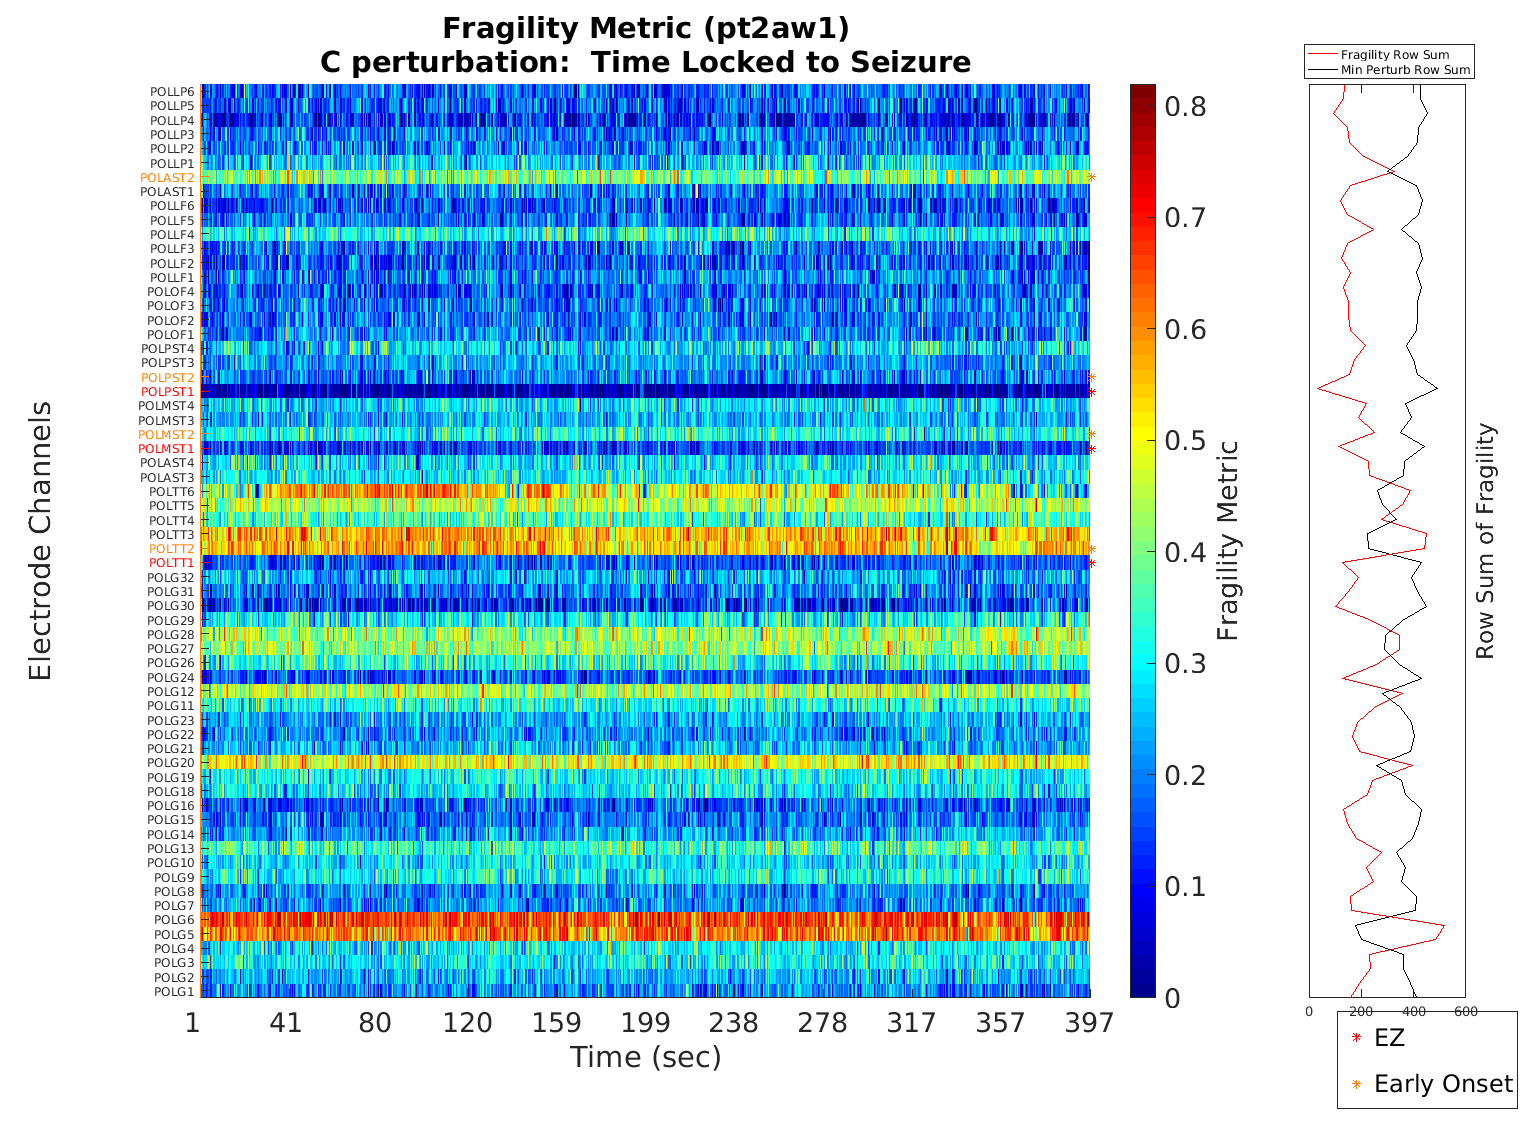 Fragility Metric (pt2aw1)
C perturbation:  Time Locked to Seizure
Fragility Row Sum
Min Perturb Row Sum
Electrode Channels
POLLP6
POLLP5
POLLP4
POLLP3
POLLP2
POLLP1
POLAST2
POLAST1
POLLF6
POLLF5
POLLF4
POLLF3
POLLF2
POLLF1
POLOF4
POLOF3
POLOF2
POLOF1
POLPST4
POLPST3
POLPST2
POLPST1
POLMST4
POLMST3
POLMST2
POLMST1
POLAST4
POLAST3
POLTT6
POLTT5
POLTT4
POLTT3
POLTT2
POLTT1
POLG32
POLG31
POLG30
POLG29
POLG28
POLG27
POLG26
POLG24
POLG12
POLG11
POLG23
POLG22
POLG21
POLG20
POLG19
POLG18
POLG16
POLG15
POLG14
POLG13
POLG10
POLG9
POLG8
POLG7
POLG6
POLG5
POLG4
POLG3
POLG2
POLG1
1 41 80 120 159 199 238 278 317 357 397
Time (sec)
0.8
0.7
0.6
0.5
0.4
0.3
0.2
0.1
0
Fragility Metric
Row Sum of Fragility
0 200 400 600
EZ
Early Onset